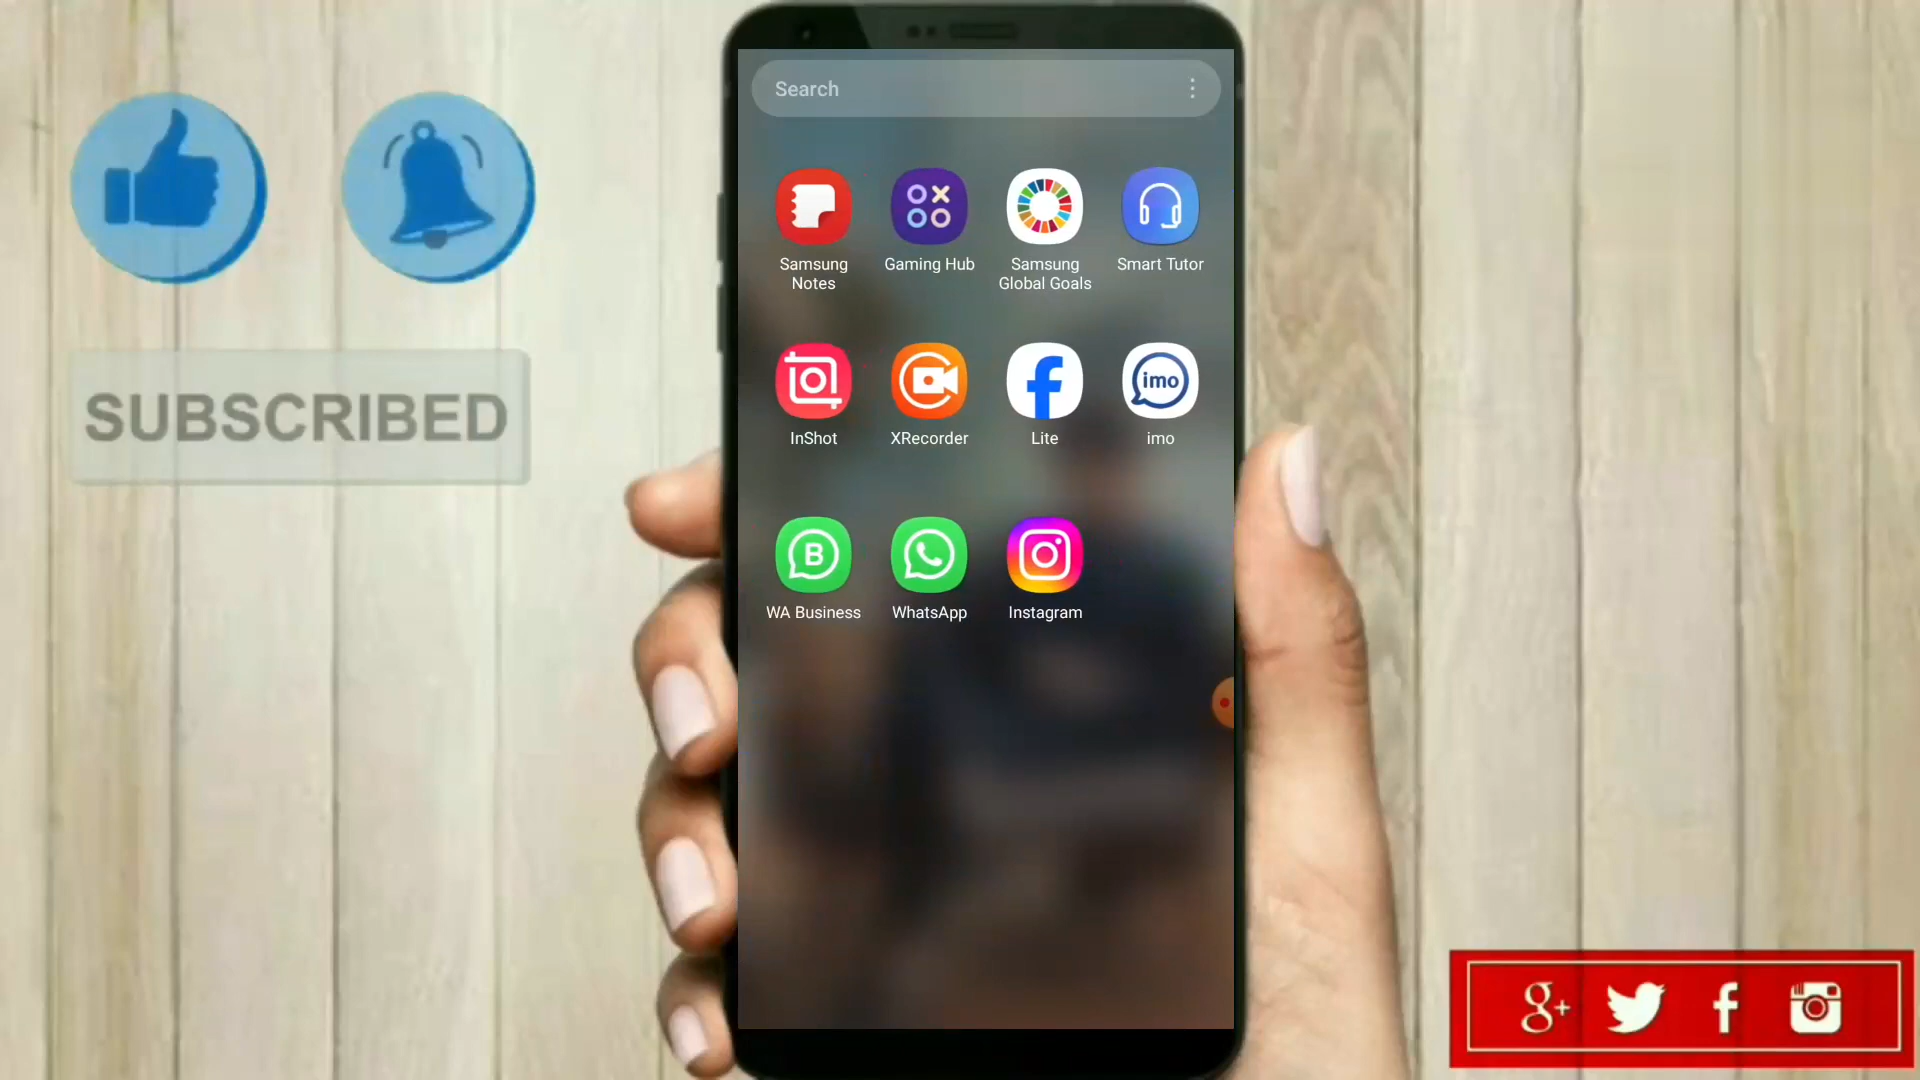 Search
Samsung
Notes
Gaming Hub
Samsung
Global Goals
Smart Tutor
InShot
XRecorder
Lite
imo
imo
B
WA Business
WhatsApp
Instagram
SUBSCRIBED
g+